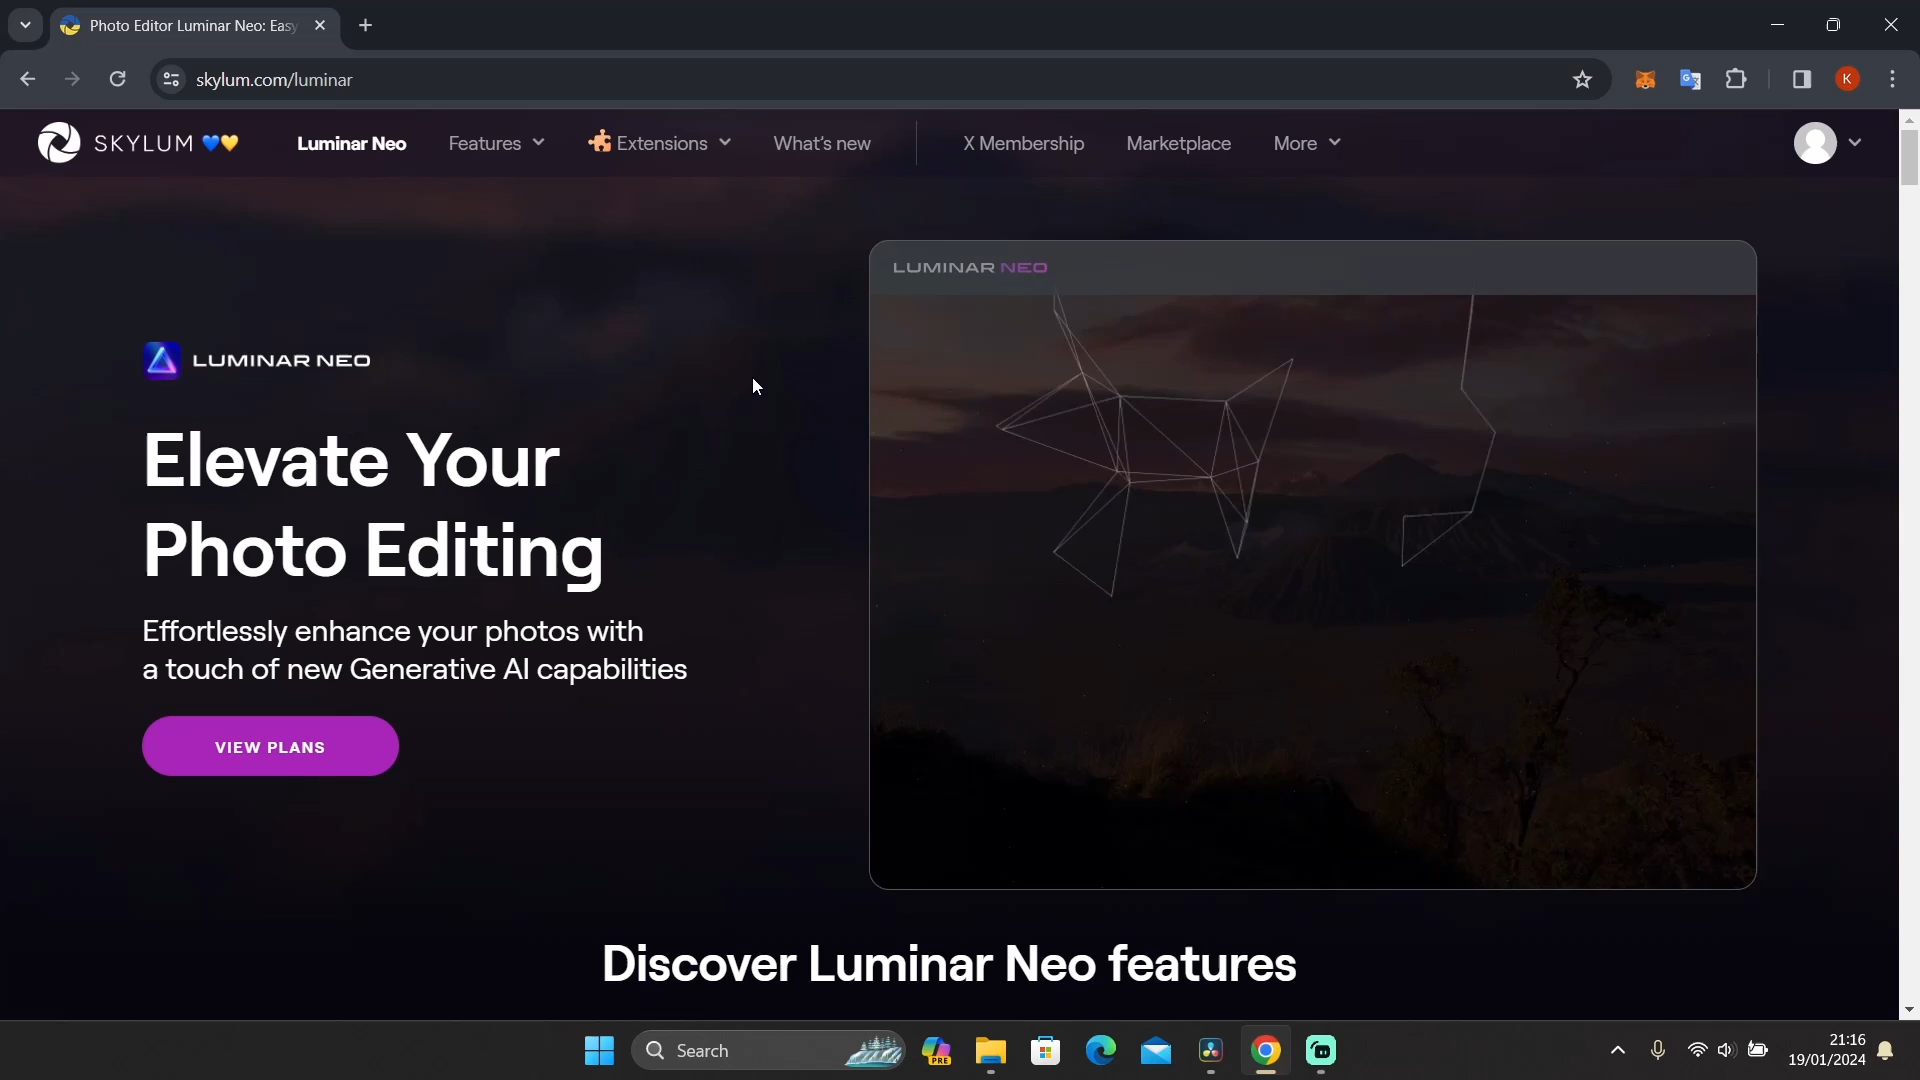 Photo Editor Luminar Neo: Easy
skylum.com/luminar
K
SKYLUM 💙💛
Luminar Neo
Features
Extensions
What's new
X Membership
Marketplace
More
LUMINAR NEO
LUMINAR NEO
Elevate Your
Photo Editing
Effortlessly enhance your photos with
a touch of new Generative AI capabilities
VIEW PLANS
Discover Luminar Neo features
Search
PRE
21:16
19/01/2024